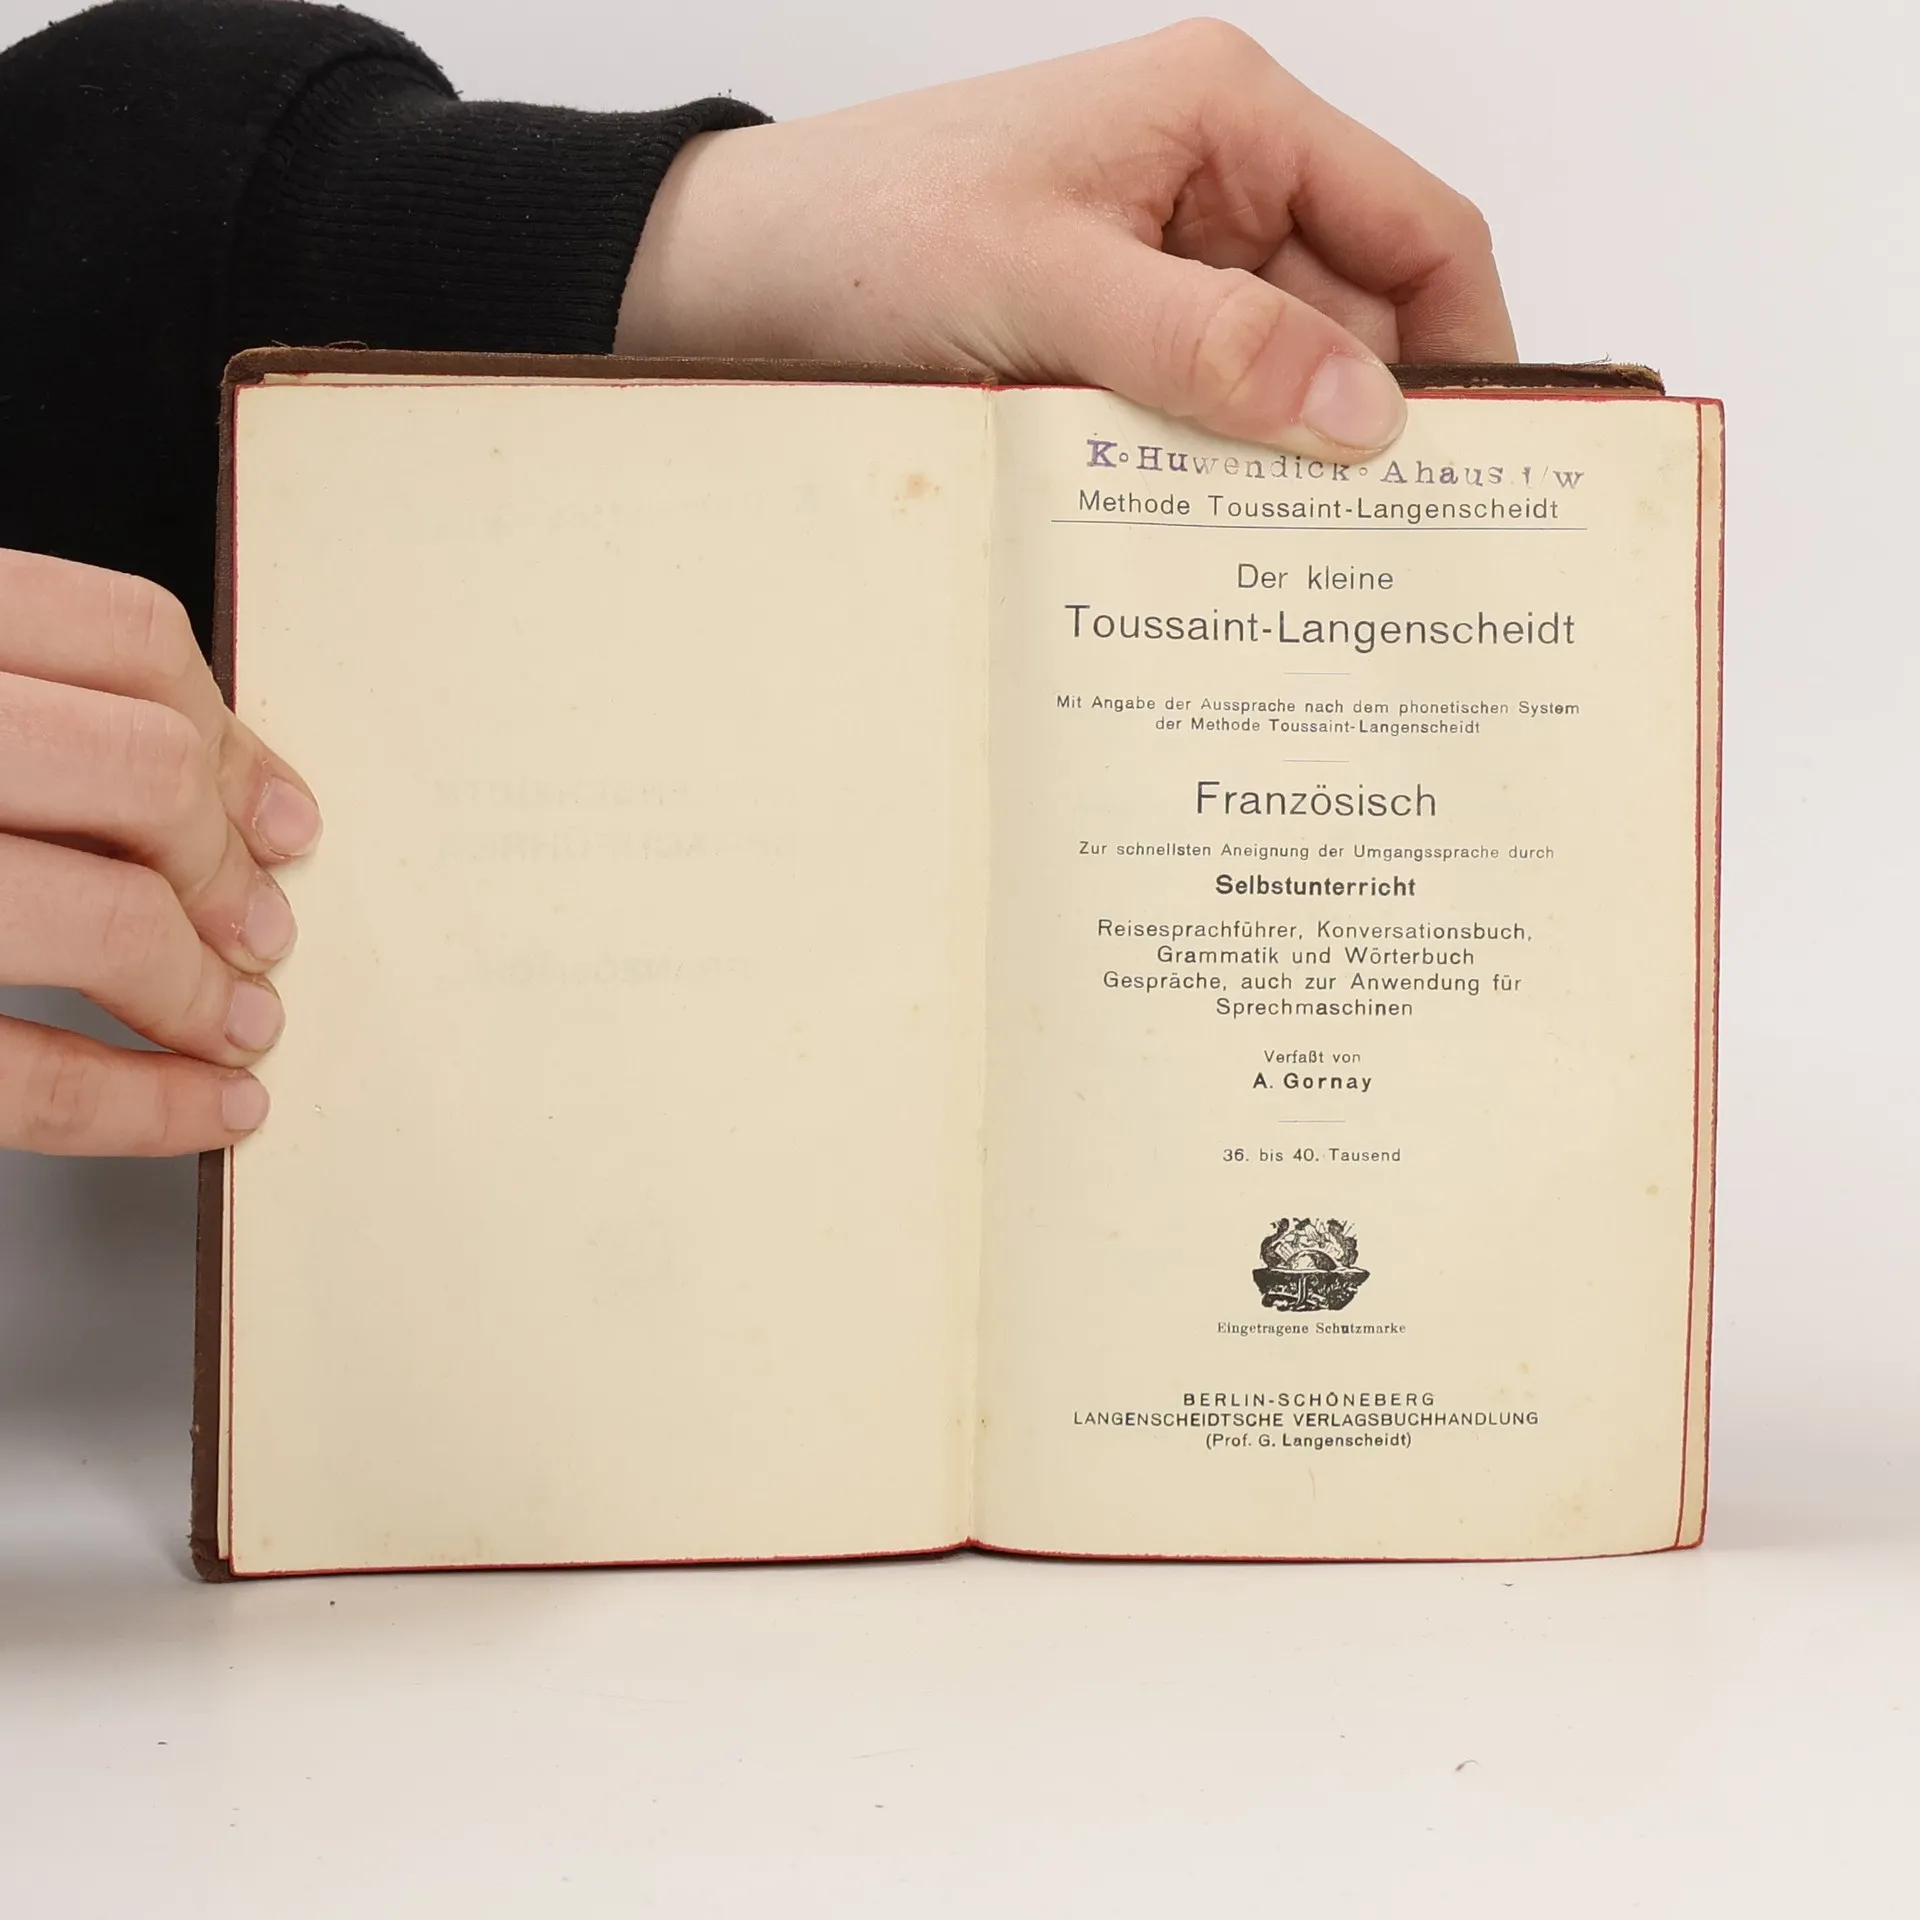 K. Huwendick. Ahaus i/w
Methode Toussaint-Langenscheidt
Der kleine
Toussaint-Langenscheidt
Mit Angabe der Aussprache nach dem phonetischen System
der Methode Toussaint-Langenscheidt
Französisch
Zur schnellsten Aneignung der Umgangssprache durch
Selbstunterricht
Reisesprachführer, Konversationsbuch,
Grammatik und Wörterbuch
Gespräche, auch zur Anwendung für
Sprechmaschinen
Verfaßt von
A. Gornay
36. bis 40. Tausend
Eingetragene Schutzmarke
BERLIN-SCHÖNEBERG
LANGENSCHEIDTSCHE VERLAGSBUCHHANDLUNG
(Prof. G. Langenscheidt)